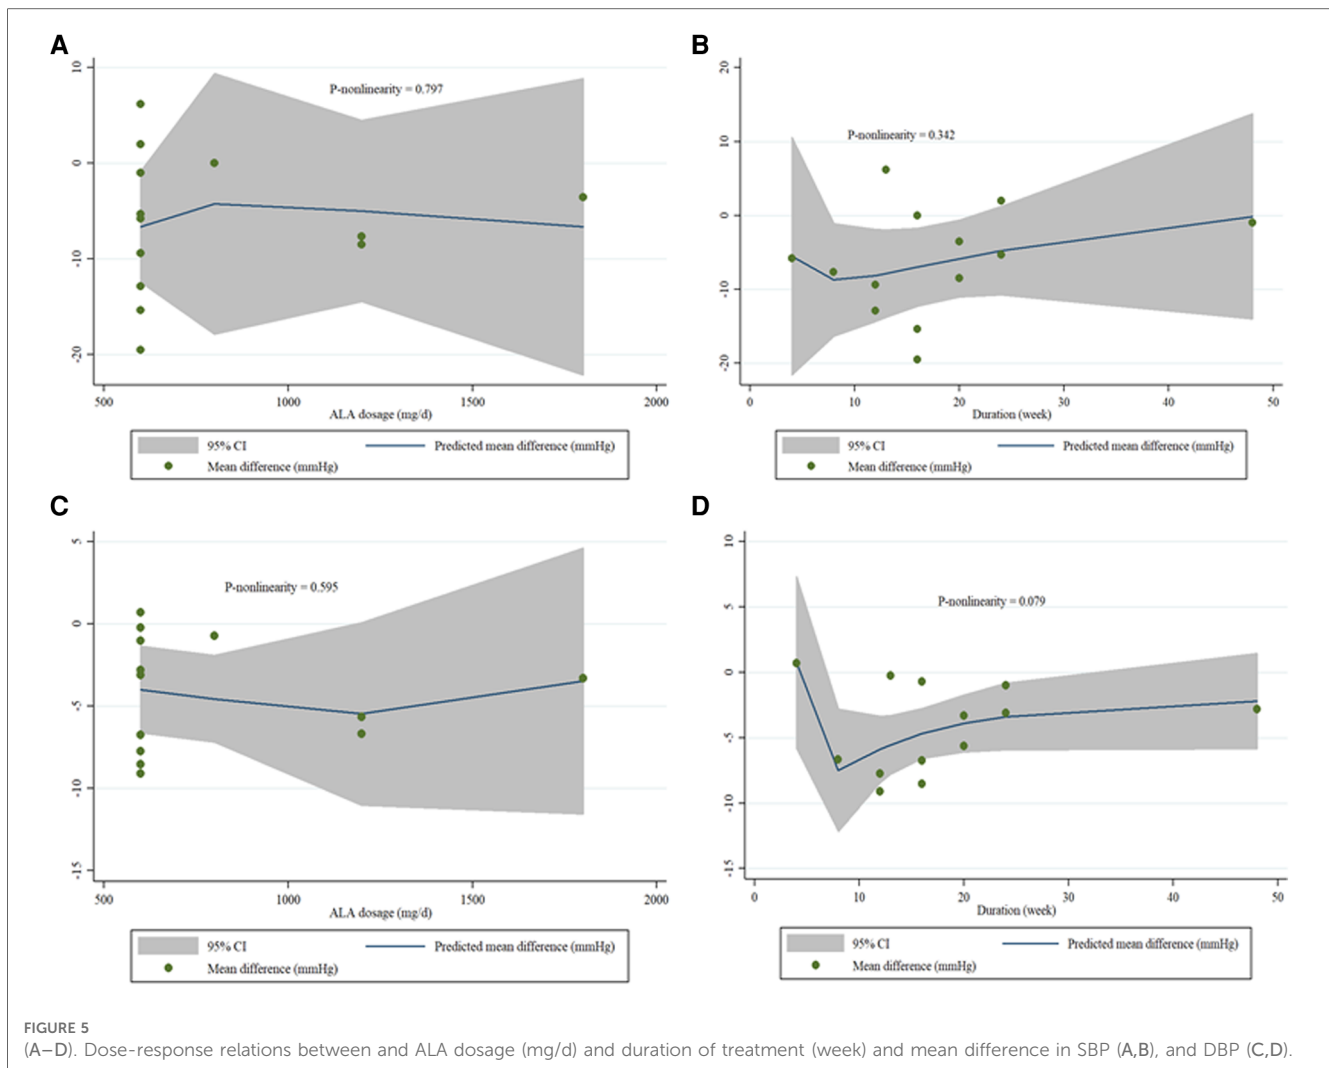 A
10
0
-10
-20
P-nonlinearity = 0.797
500
1000
1500
2000
ALA dosage (mg/d)
95% CI
Predicted mean difference (mmHg)
Mean difference (mmHg)
B
20
10
0
-10
-20
P-nonlinearity = 0.342
0
10
20
30
40
50
Duration (week)
95% CI
Predicted mean difference (mmHg)
Mean difference (mmHg)
C
5
0
-5
-10
-15
P-nonlinearity = 0.595
500
1000
1500
2000
ALA dosage (mg/d)
95% CI
Predicted mean difference (mmHg)
Mean difference (mmHg)
D
10
5
0
-5
-10
-15
P-nonlinearity = 0.079
0
10
20
30
40
50
Duration (week)
95% CI
Predicted mean difference (mmHg)
Mean difference (mmHg)
FIGURE 5
(A–D). Dose-response relations between and ALA dosage (mg/d) and duration of treatment (week) and mean difference in SBP (A,B), and DBP (C,D).